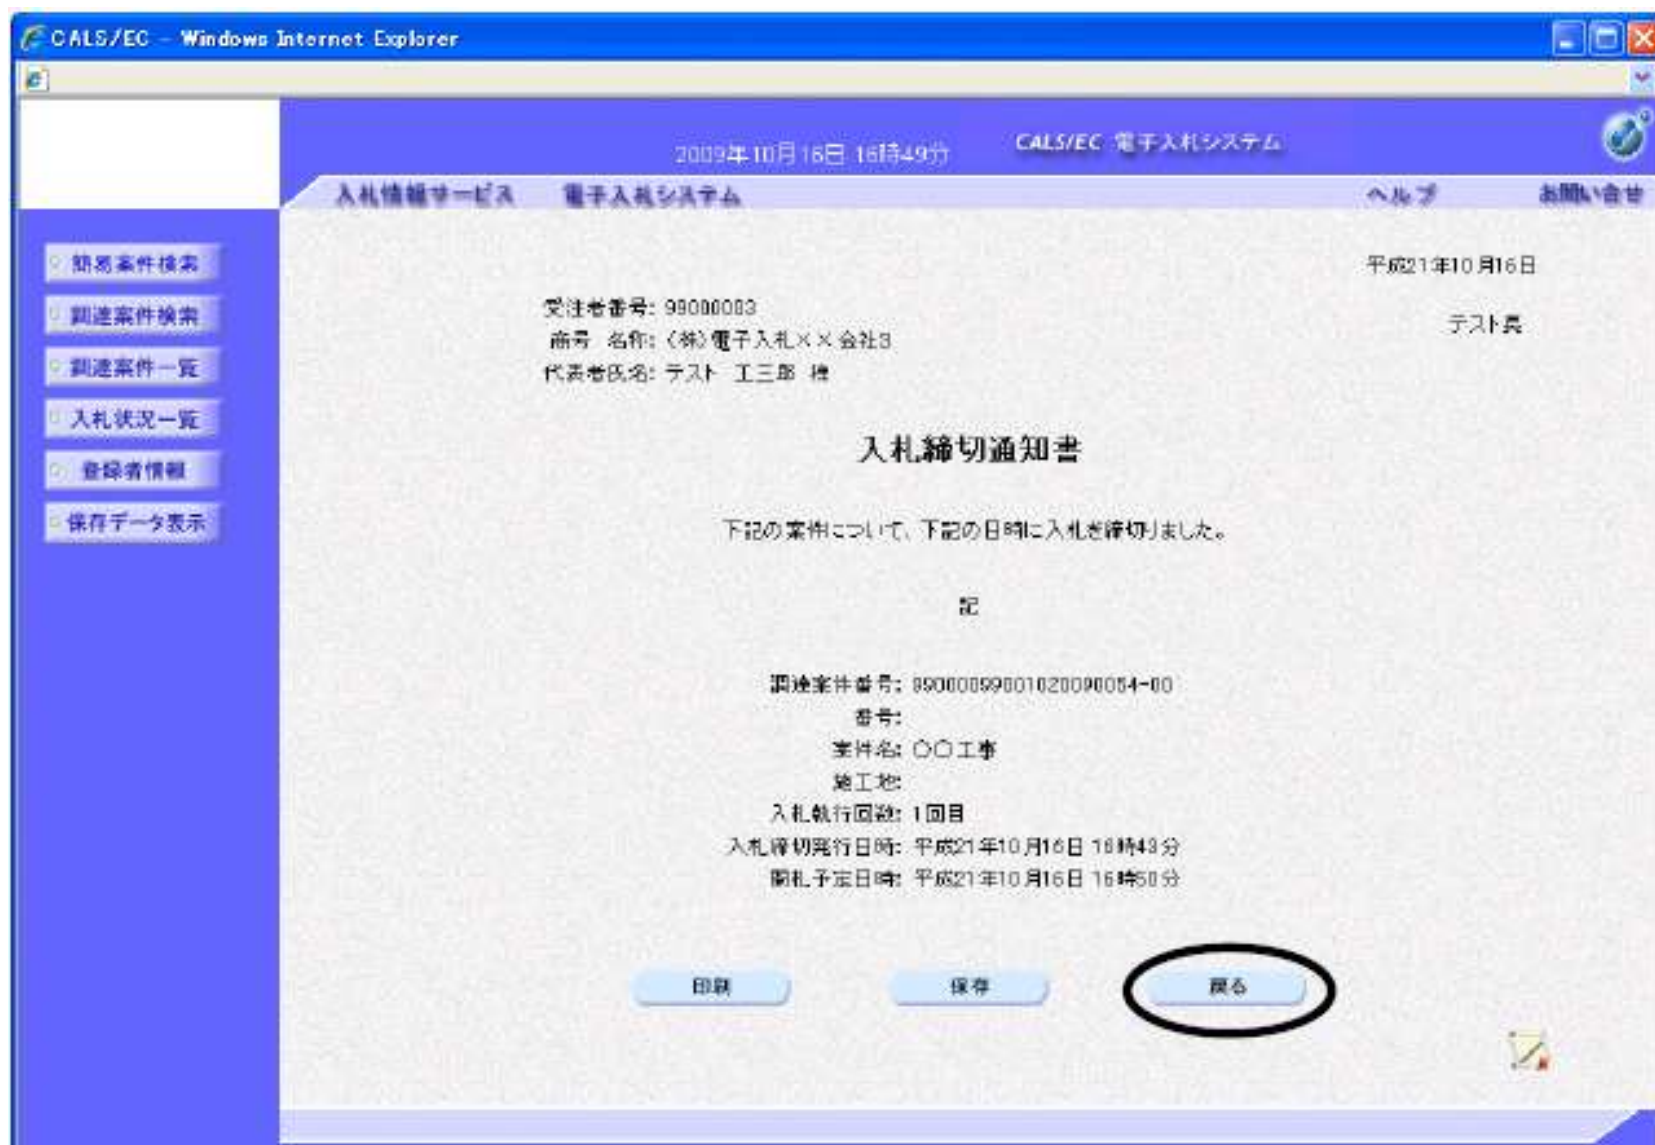 CALS/EC - Windows Internet Explorer
2009年10月16日 16時49分
CALS/EC 電子入札システム
入札情報サービス
電子入札システム
ヘルプ
お問い合せ
簡易案件検索
調達案件検索
調達案件一覧
入札状況一覧
登録者情報
保存データ表示
平成21年10月16日
受注者番号: 99000003
商号 名称: (株)電子入札××会社3
テスト長
代表者氏名: テスト 工三郎 様
入札締切通知書
下記の案件について、下記の日時に入札を締切りました。
記
調達案件番号: 99000099001020090054-00
番号:
案件名: 〇〇工事
施工地:
入札執行回数: 1回目
入札締切発行日時: 平成21年10月16日 16時43分
開札予定日時: 平成21年10月16日 16時50分
印刷
保存
戻る